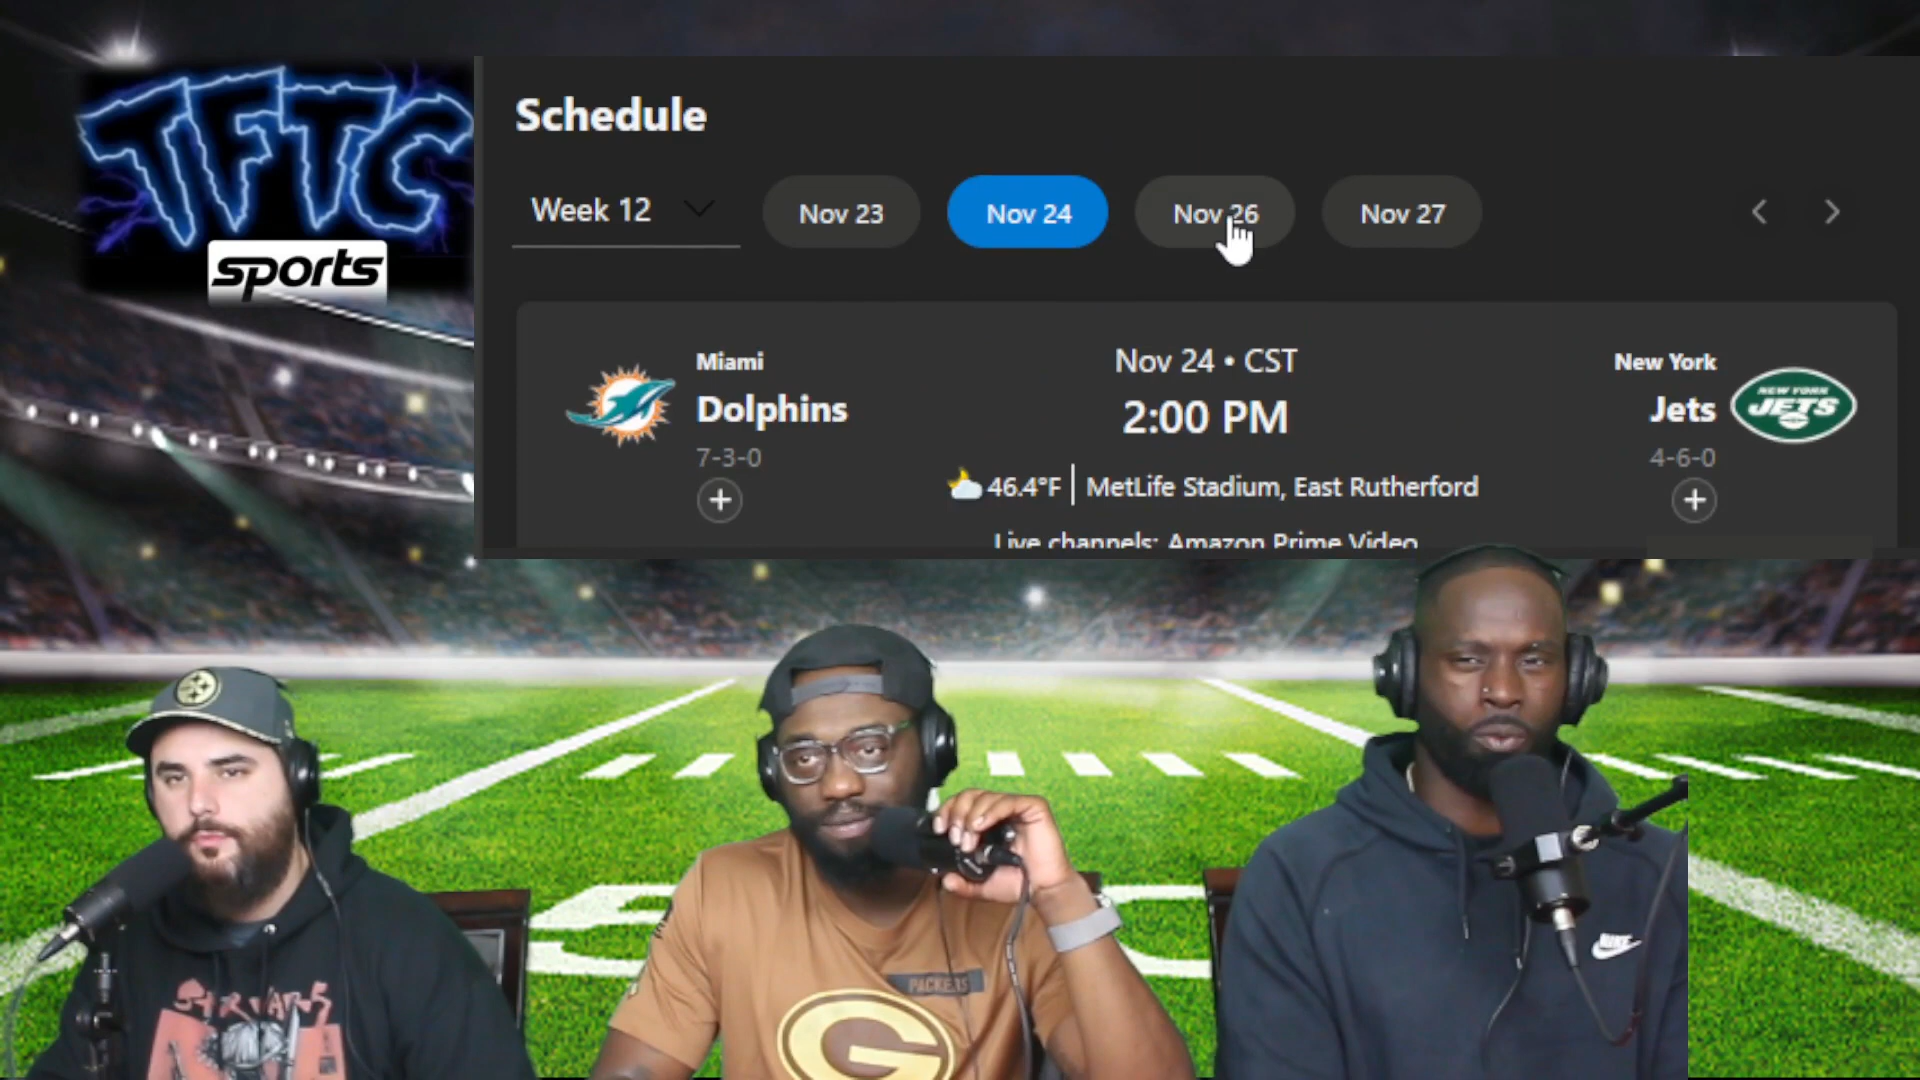 TFTC
sports
Schedule
Week 12
Nov 23
Nov 24
Nov 26
Nov 27
Miami
Dolphins
7-3-0
Nov 24 • CST
2:00 PM
46.4°F | MetLife Stadium, East Rutherford
Live channels: Amazon Prime Video
New York
Jets
4-6-0
NEW YORK
JETS
PACKERS
G
NIKE